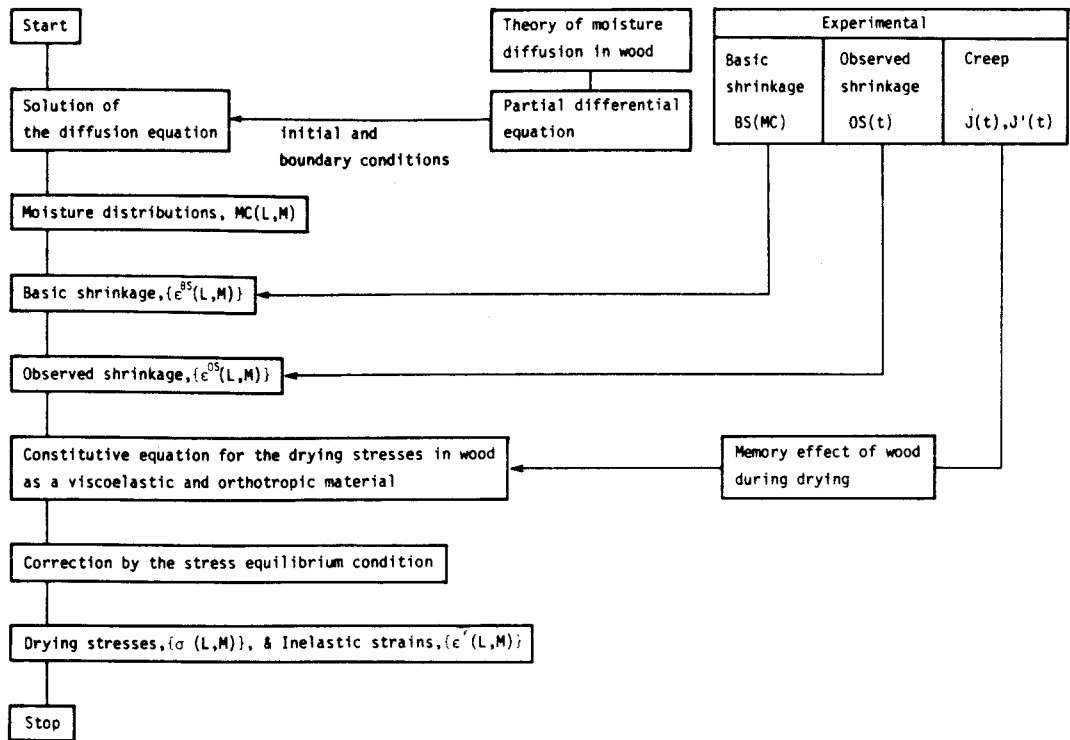 Start
Theory of moisture
diffusion in wood
Experimental
Basic
shrinkage
BS(MC)
Observed
shrinkage
OS(t)
Creep
J(t),J'(t)
Solution of
the diffusion equation
initial and
boundary conditions
Partial differential
equation
Moisture distributions, MC(L,M)
Basic shrinkage,{ε^BS(L,M)}
Observed shrinkage,{ε^OS(L,M)}
Constitutive equation for the drying stresses in wood
as a viscoelastic and orthotropic material
Memory effect of wood
during drying
Correction by the stress equilibrium condition
Drying stresses,{σ (L,M)}, & Inelastic strains,{ε'(L,M)}
Stop